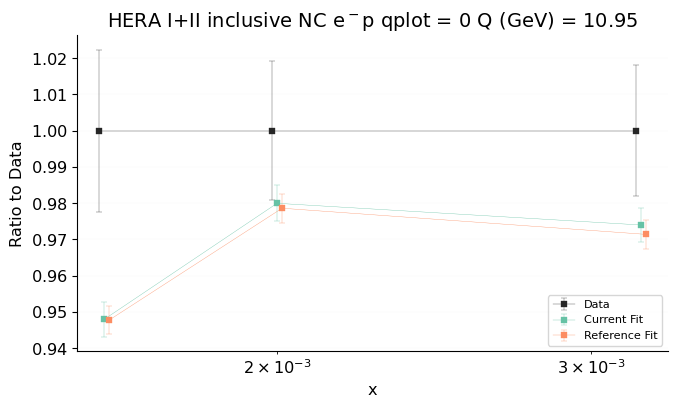 HERA I+II inclusive NC e⁻p qplot = 0 Q (GeV) = 10.95
Ratio to Data
1.02
1.01
1.00
0.99
0.98
0.97
0.96
0.95
0.94
Data
Current Fit
Reference Fit
2 × 10⁻³
3 × 10⁻³
x